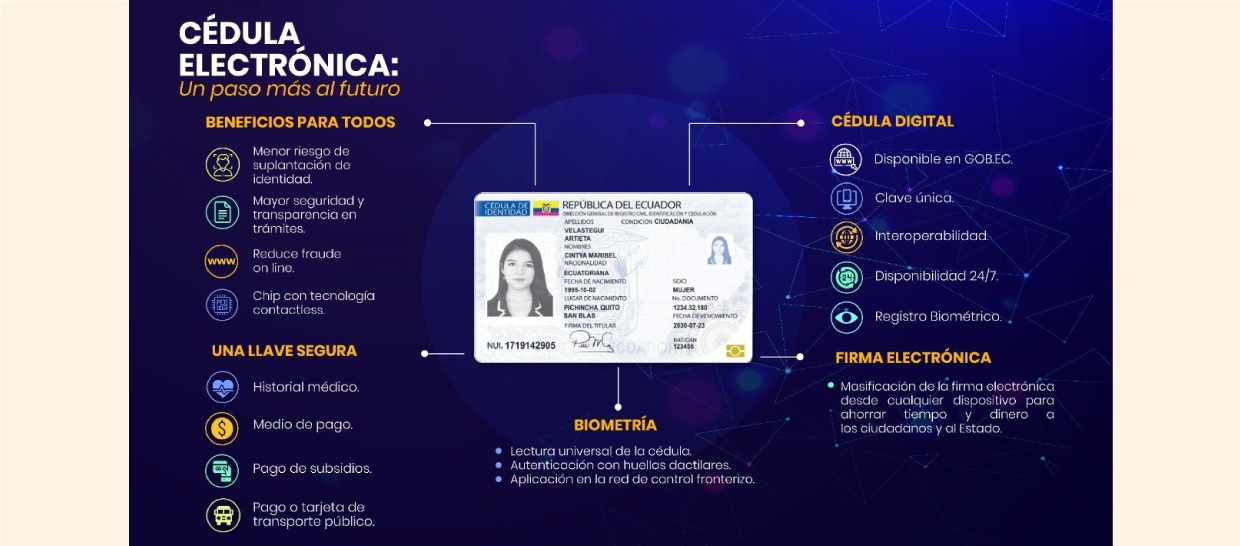 CÉDULA
ELECTRÓNICA:
Un paso más al futuro
BENEFICIOS PARA TODOS
Menor riesgo de
suplantación de
identidad.
Mayor seguridad y
transparencia en
trámites.
www
Reduce fraude
on line.
Chip con tecnología
contactless.
UNA LLAVE SEGURA
Historial médico.
$
Medio de pago.
Pago de subsidios.
Pago o tarjeta de
transporte público.
CÉDULA DE
IDENTIDAD
REPÚBLICA DEL ECUADOR
DIRECCIÓN GENERAL DE REGISTRO CIVIL, IDENTIFICACIÓN Y CEDULACIÓN
APELLIDOS CONDICIÓN CIUDADANIA
VELASTEGUI
ARTIETA
NOMBRES
CINTYA MARIBEL
NACIONALIDAD
ECUATORIANA
FECHA DE NACIMIENTO
1995-10-02
LUGAR DE NACIMIENTO
PICHINCHA QUITO
SAN BLAS
FIRMA DEL TITULAR
SEXO
MUJER
No. DOCUMENTO
1234.32.180
FECHA DE VENCIMIENTO
2030-07-23
NAT/CAN
123456
NUI. 1719142905
ECUADOR
BIOMETRÍA
Lectura universal de la cédula.
Autenticación con huellas dactilares.
Aplicación en la red de control fronterizo.
CÉDULA DIGITAL
WWW
Disponible en GOB.EC.
Clave única.
Interoperabilidad.
24
Disponibilidad 24/7.
Registro Biométrico.
FIRMA ELECTRÓNICA
Masificación de la firma electrónica
desde cualquier dispositivo para
ahorrar tiempo y dinero a
los ciudadanos y al Estado.